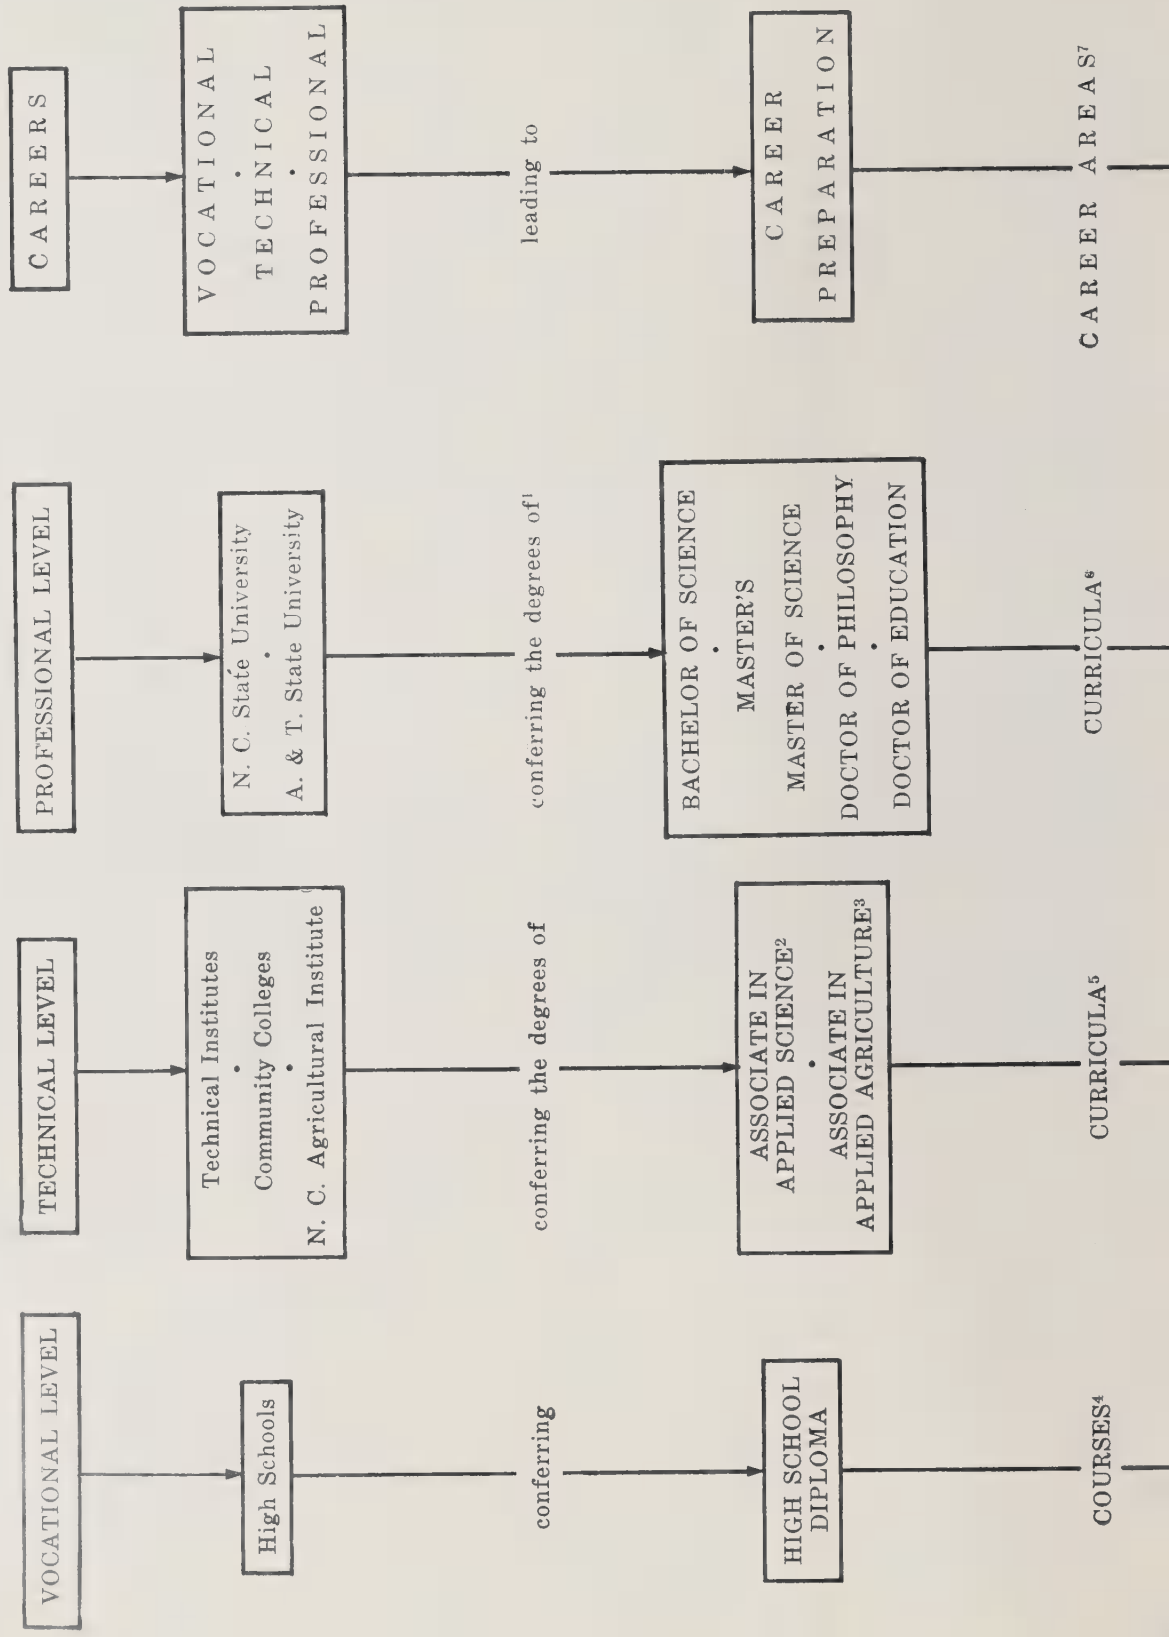 VOCATIONAL LEVEL
High Schools
conferring
HIGH SCHOOL
DIPLOMA
COURSES⁴
TECHNICAL LEVEL
Technical Institutes
•
Community Colleges
•
N. C. Agricultural Institute
conferring the degrees of
ASSOCIATE IN
APPLIED SCIENCE²
•
ASSOCIATE IN
APPLIED AGRICULTURE³
CURRICULA⁵
PROFESSIONAL LEVEL
N. C. State University
•
A. & T. State University
conferring the degrees of¹
BACHELOR OF SCIENCE
•
MASTER'S
MASTER OF SCIENCE
•
DOCTOR OF PHILOSOPHY
•
DOCTOR OF EDUCATION
CURRICULA⁶
CAREERS
VOCATIONAL
•
TECHNICAL
•
PROFESSIONAL
leading to
CAREER
PREPARATION
CAREER AREAS⁷